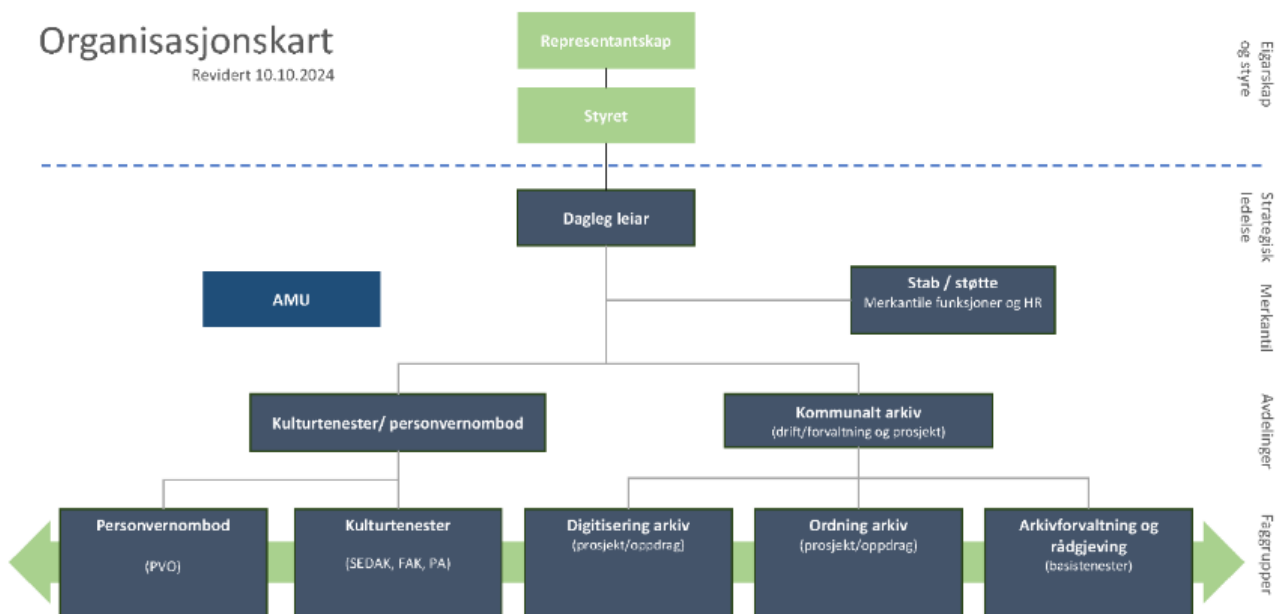 Organisasjonskart
Revidert 10.10.2024
Representantskap
Styret
Eigarskap
og styre
Dagleg leiar
Strategisk
ledelse
AMU
Stab / støtte
Merkantile funksjoner og HR
Merkantil
Kulturtenester/ personvernombod
Kommunalt arkiv
(drift/forvaltning og prosjekt)
Avdelinger
Personvernombod
(PVO)
Kulturtenester
(SEDAK, FAK, PA)
Digitisering arkiv
(prosjekt/oppdrag)
Ordning arkiv
(prosjekt/oppdrag)
Arkivforvaltning og
rådgjeving
(basistenester)
Faggrupper